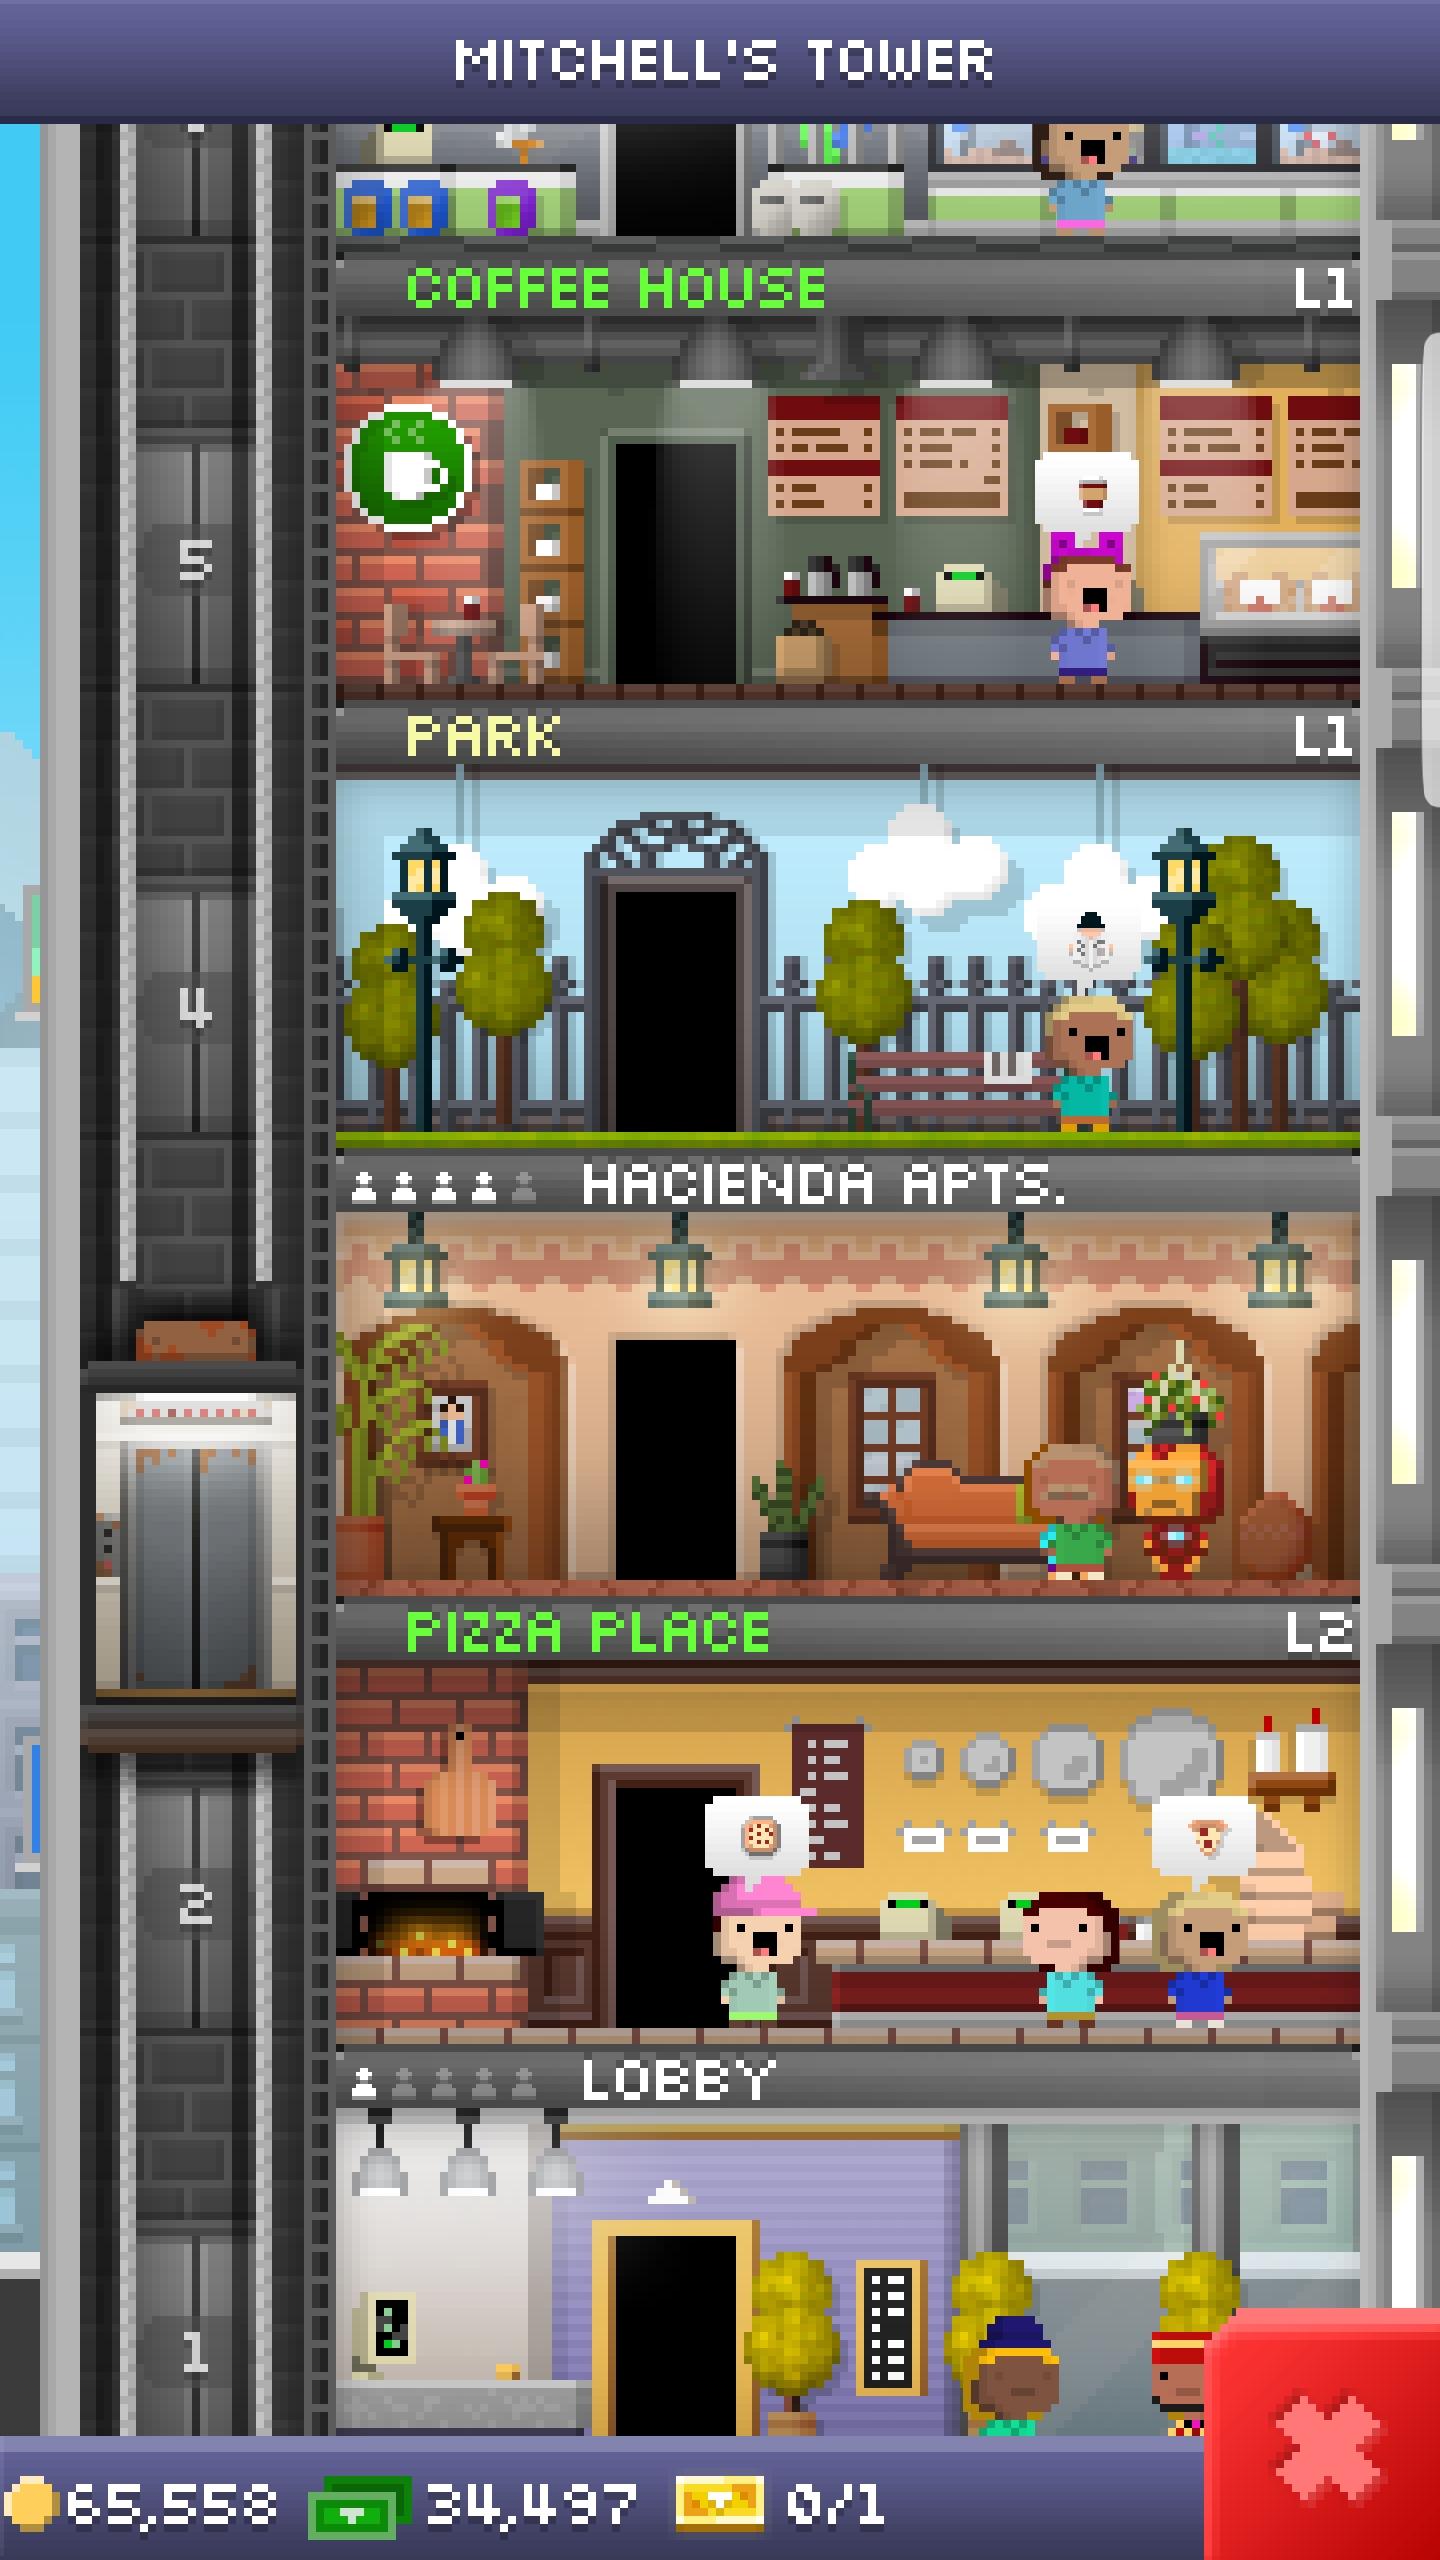 MITCHELL'S TOWER
COFFEE HOUSE L1
5
PARK L1
4
HACIENDA APTS.
PIZZA PLACE L2
2
LOBBY
1
65,558 34,497 0/1